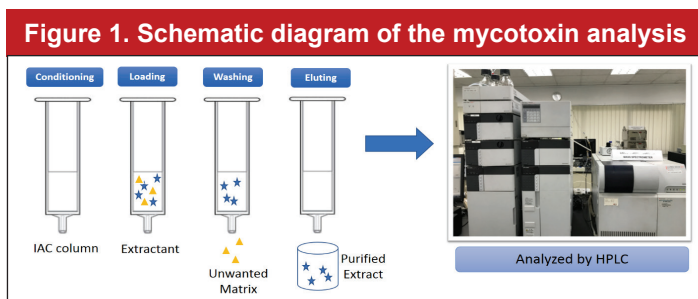 Figure 1. Schematic diagram of the mycotoxin analysis
Conditioning
Loading
Washing
Eluting
IAC column
Extractant
Unwanted
Matrix
Purified
Extract
Analyzed by HPLC